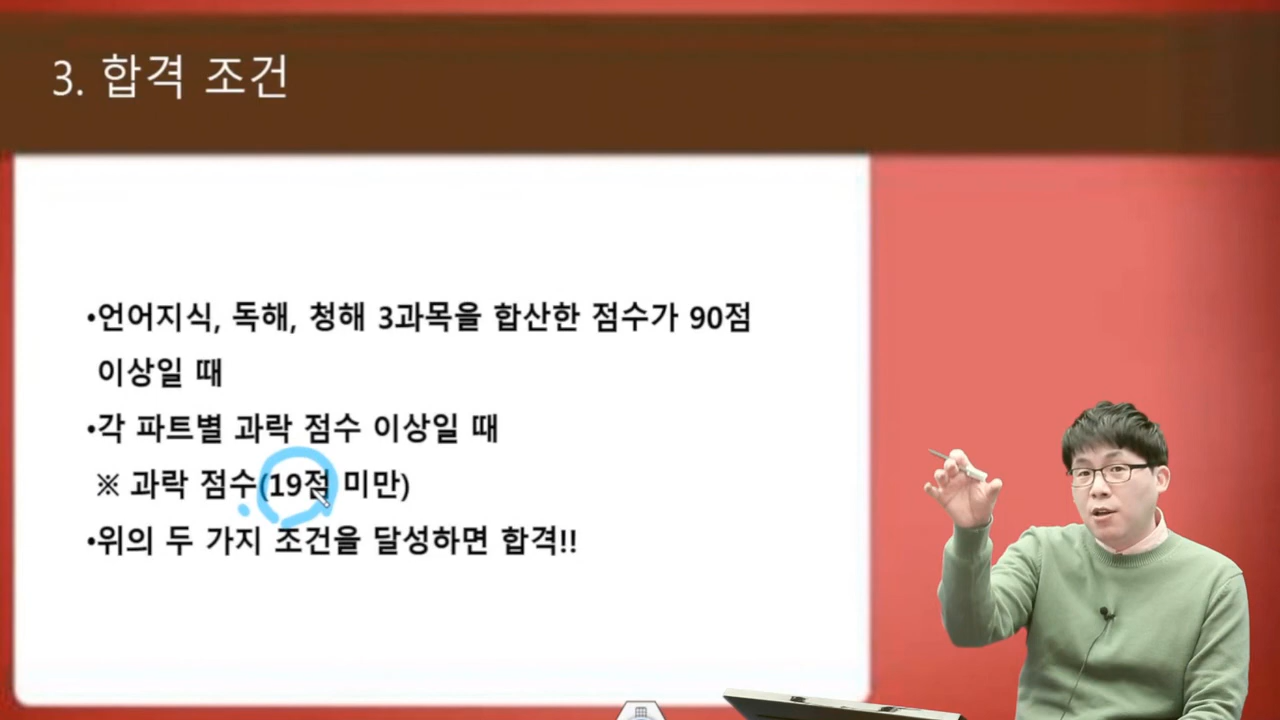 3. 합격 조건
•언어지식, 독해, 청해 3과목을 합산한 점수가 90점
이상일 때
•각 파트별 과락 점수 이상일 때
※ 과락 점수(19점 미만)
•위의 두 가지 조건을 달성하면 합격!!